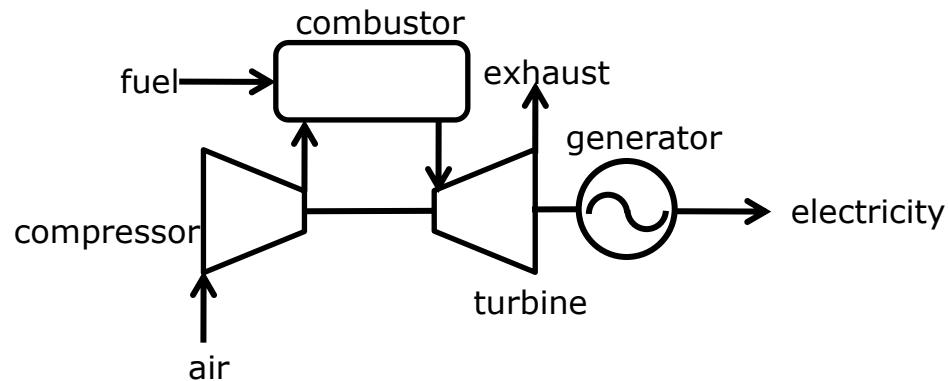 combustor
fuel
exhaust
generator
compressor
electricity
turbine
air